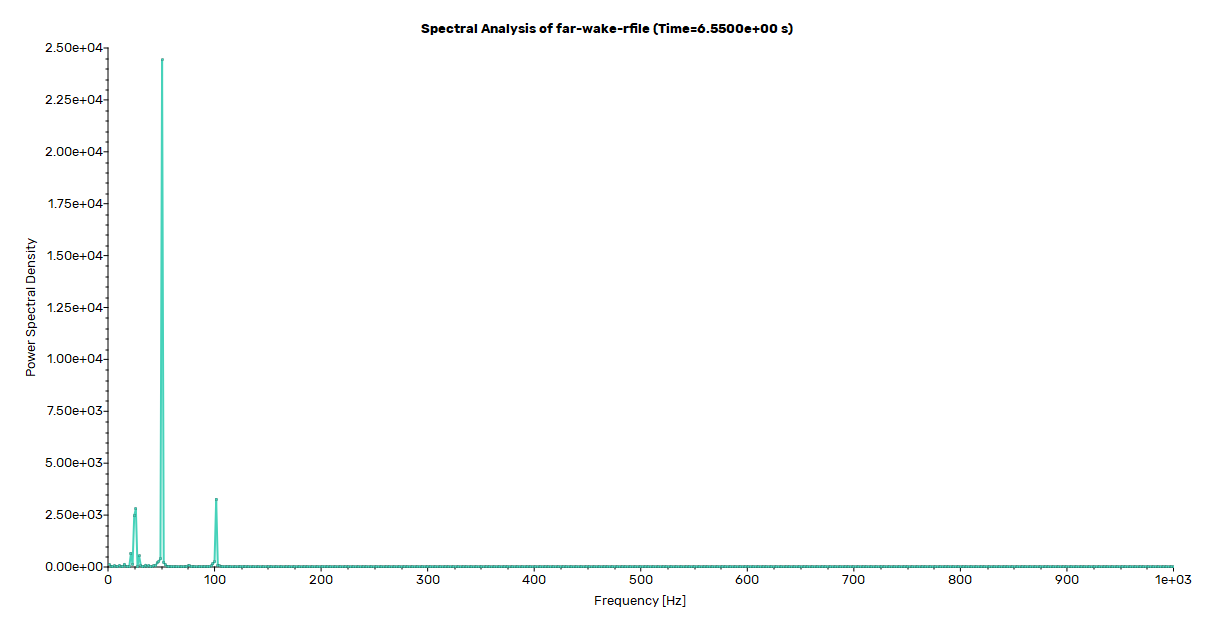 Spectral Analysis of far-wake-rfile (Time=6.5500e+00 s)
2.50e+04
2.25e+04
2.00e+04
1.75e+04
1.50e+04
1.25e+04
1.00e+04
7.50e+03
5.00e+03
2.50e+03
0.00e+00
Power Spectral Density
0 100 200 300 400 500 600 700 800 900 1e+03
Frequency [Hz]